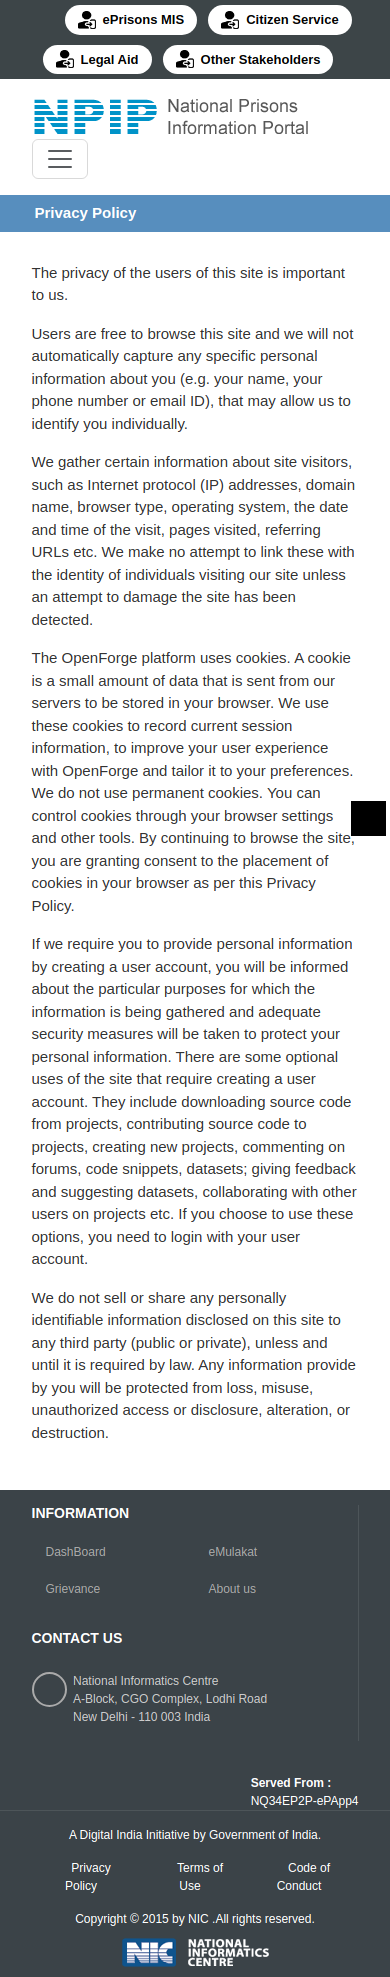 ePrisons MIS
Citizen Service
Legal Aid
Other Stakeholders
NPIP National Prisons
Information Portal
Privacy Policy
The privacy of the users of this site is important
to us.
Users are free to browse this site and we will not
automatically capture any specific personal
information about you (e.g. your name, your
phone number or email ID), that may allow us to
identify you individually.
We gather certain information about site visitors,
such as Internet protocol (IP) addresses, domain
name, browser type, operating system, the date
and time of the visit, pages visited, referring
URLs etc. We make no attempt to link these with
the identity of individuals visiting our site unless
an attempt to damage the site has been
detected.
The OpenForge platform uses cookies. A cookie
is a small amount of data that is sent from our
servers to be stored in your browser. We use
these cookies to record current session
information, to improve your user experience
with OpenForge and tailor it to your preferences.
We do not use permanent cookies. You can
control cookies through your browser settings
and other tools. By continuing to browse the site,
you are granting consent to the placement of
cookies in your browser as per this Privacy
Policy.
If we require you to provide personal information
by creating a user account, you will be informed
about the particular purposes for which the
information is being gathered and adequate
security measures will be taken to protect your
personal information. There are some optional
uses of the site that require creating a user
account. They include downloading source code
from projects, contributing source code to
projects, creating new projects, commenting on
forums, code snippets, datasets; giving feedback
and suggesting datasets, collaborating with other
users on projects etc. If you choose to use these
options, you need to login with your user
account.
We do not sell or share any personally
identifiable information disclosed on this site to
any third party (public or private), unless and
until it is required by law. Any information provide
by you will be protected from loss, misuse,
unauthorized access or disclosure, alteration, or
destruction.
INFORMATION
DashBoard
eMulakat
Grievance
About us
CONTACT US
National Informatics Centre
A-Block, CGO Complex, Lodhi Road
New Delhi - 110 003 India
Served From :
NQ34EP2P-ePApp4
A Digital India Initiative by Government of India.
Privacy
Policy
Terms of
Use
Code of
Conduct
Copyright © 2015 by NIC .All rights reserved.
NIC NATIONAL
INFORMATICS
CENTRE